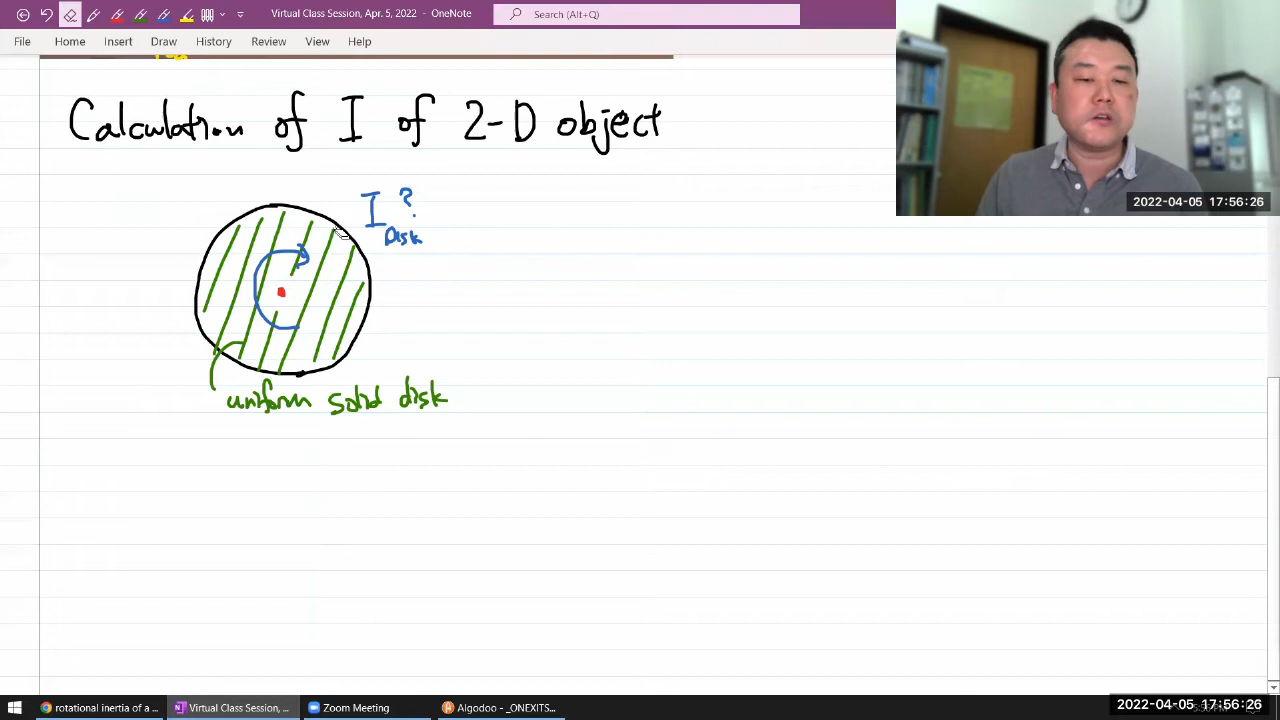 Virtual Class Session, Apr. 5, 2022 - OneNote
Search (Alt+Q)
File Home Insert Draw History Review View Help
Calculation of I of 2-D object
I Disk ?
uniform solid disk
2022-04-05 17:56:26
rotational inertia of a ...
Virtual Class Session, ...
Zoom Meeting
Algodoo - _ONEXITS...
2022-04-05 17:56:26